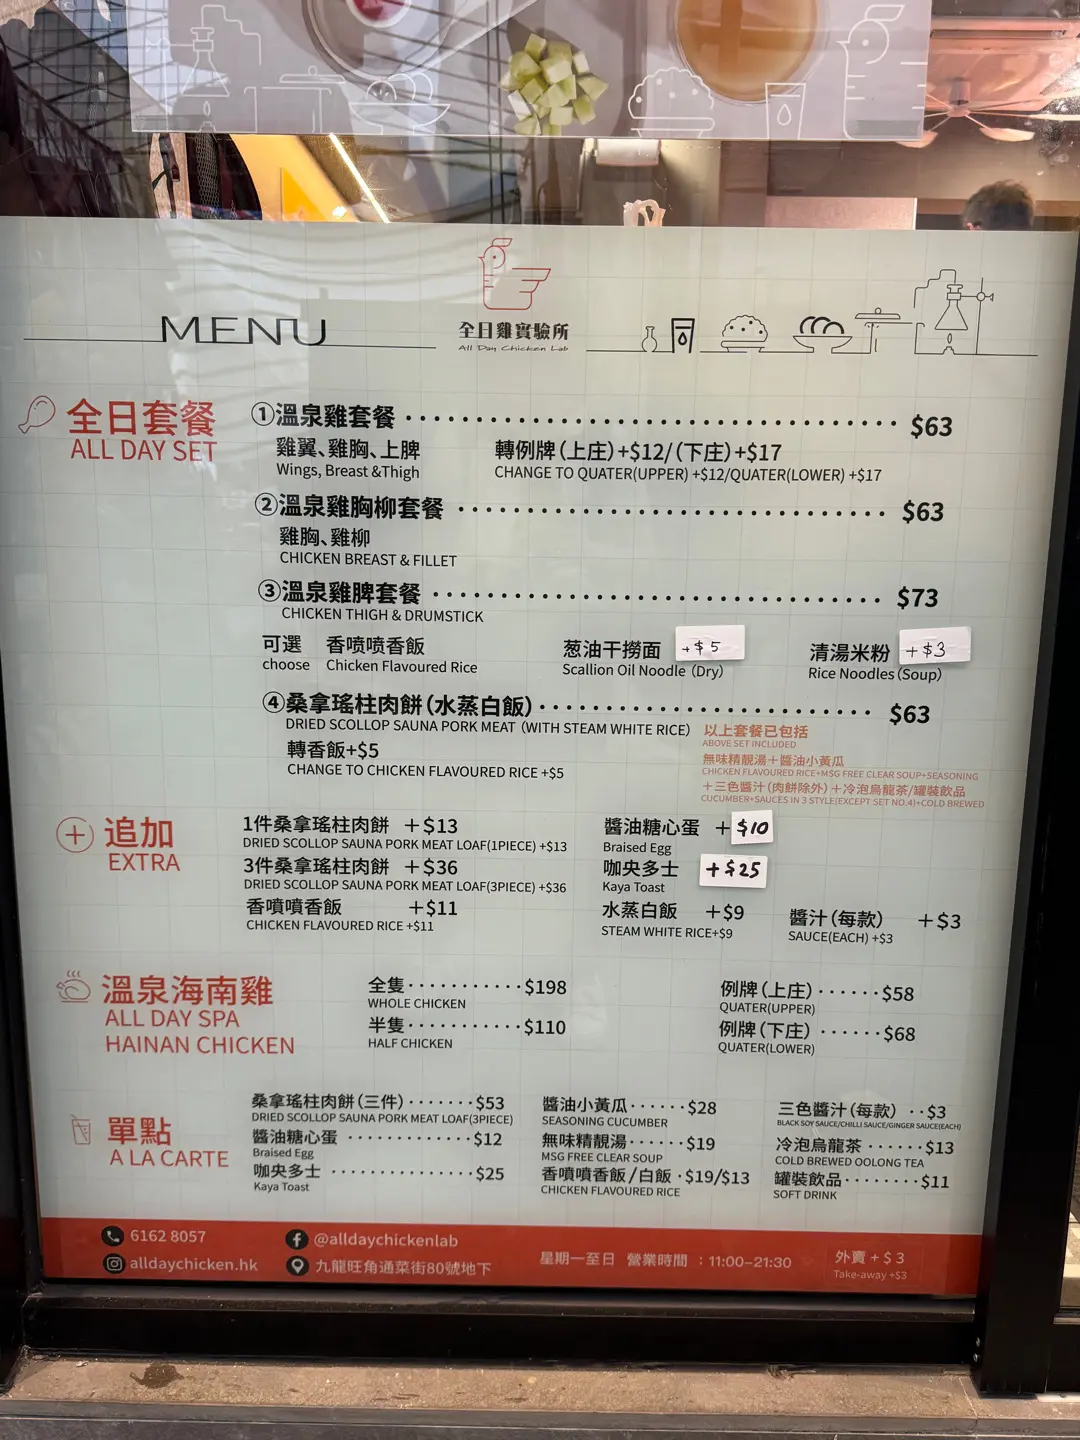 MENU
全日雞實驗所
All Day Chicken Lab
全日套餐
ALL DAY SET
①溫泉雞套餐 $63
雞翼、雞胸、上脾
Wings, Breast &Thigh
轉例牌(上庄)+$12/(下庄)+$17
CHANGE TO QUATER(UPPER) +$12/QUATER(LOWER) +$17
②溫泉雞胸柳套餐 $63
雞胸、雞柳
CHICKEN BREAST & FILLET
③溫泉雞脾套餐 $73
CHICKEN THIGH & DRUMSTICK
可選 香喷喷香飯 葱油干撈面 +$5 清湯米粉 +$3
choose Chicken Flavoured Rice Scallion Oil Noodle (Dry) Rice Noodles (Soup)
④桑拿瑤柱肉餅(水蒸白飯) $63
DRIED SCOLLOP SAUNA PORK MEAT (WITH STEAM WHITE RICE)
轉香飯+$5
CHANGE TO CHICKEN FLAVOURED RICE +$5
以上套餐已包括
ABOVE SET INCLUDED
無味精靚湯＋醬油小黃瓜
CHICKEN FLAVOURED RICE+MSG FREE CLEAR SOUP+SEASONING
＋三色醬汁(肉餅除外)＋冷泡烏龍茶/罐裝飲品
CUCUMBER+SAUCES IN 3 STYLE(EXCEPT SET NO.4)+COLD BREWED
追加
EXTRA
1件桑拿瑤柱肉餅 +$13
DRIED SCOLLOP SAUNA PORK MEAT LOAF(1PIECE) +$13
3件桑拿瑤柱肉餅 +$36
DRIED SCOLLOP SAUNA PORK MEAT LOAF(3PIECE) +$36
香噴噴香飯 +$11
CHICKEN FLAVOURED RICE +$11
醬油糖心蛋 + $10
Braised Egg
咖央多士 +$25
Kaya Toast
水蒸白飯 +$9
STEAM WHITE RICE+$9
醬汁(每款) +$3
SAUCE(EACH) +$3
溫泉海南雞
ALL DAY SPA
HAINAN CHICKEN
全隻 $198
WHOLE CHICKEN
半隻 $110
HALF CHICKEN
例牌(上庄) $58
QUATER(UPPER)
例牌(下庄) $68
QUATER(LOWER)
單點
A LA CARTE
桑拿瑤柱肉餅(三件) $53
DRIED SCOLLOP SAUNA PORK MEAT LOAF(3PIECE)
醬油糖心蛋 $12
Braised Egg
咖央多士 $25
Kaya Toast
醬油小黃瓜 $28
SEASONING CUCUMBER
無味精靚湯 $19
MSG FREE CLEAR SOUP
香噴噴香飯/白飯 $19/$13
CHICKEN FLAVOURED RICE
三色醬汁(每款) $3
BLACK SOY SAUCE/CHILLI SAUCE/GINGER SAUCE(EACH)
冷泡烏龍茶 $13
COLD BREWED OOLONG TEA
罐裝飲品 $11
SOFT DRINK
6162 8057
@alldaychickenlab
alldaychicken.hk
九龍旺角通菜街80號地下
星期一至日 營業時間 ：11:00-21:30
外賣 + $ 3
Take-away +$3